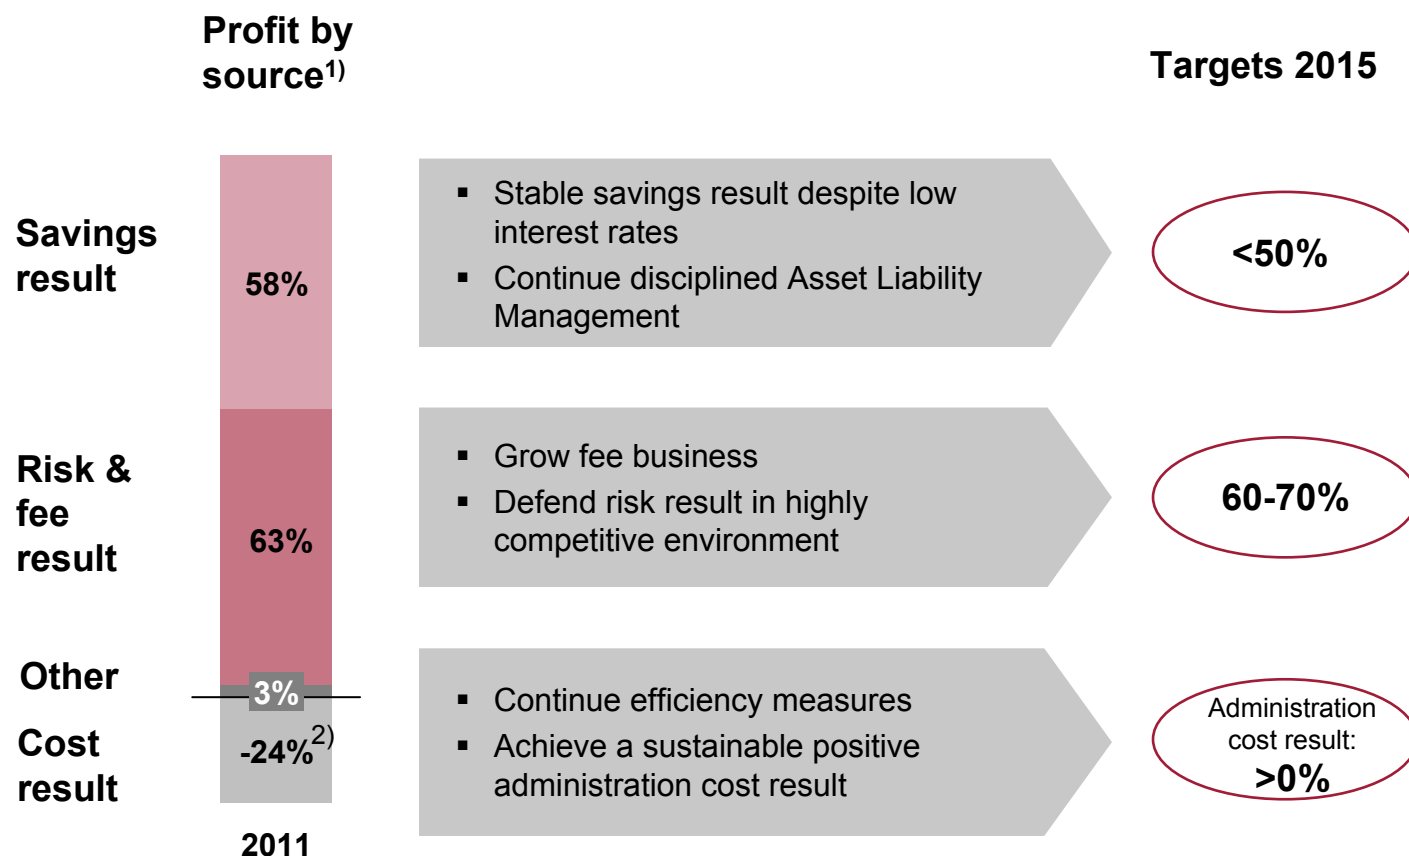 Profit by
source1)
Targets 2015
Savings
result
58%
▪ Stable savings result despite low
interest rates
▪ Continue disciplined Asset Liability
Management
<50%
Risk &
fee
result
63%
▪ Grow fee business
▪ Defend risk result in highly
competitive environment
60-70%
Other
3%
Cost
result
-24%2)
▪ Continue efficiency measures
▪ Achieve a sustainable positive
administration cost result
Administration
cost result:
>0%
2011